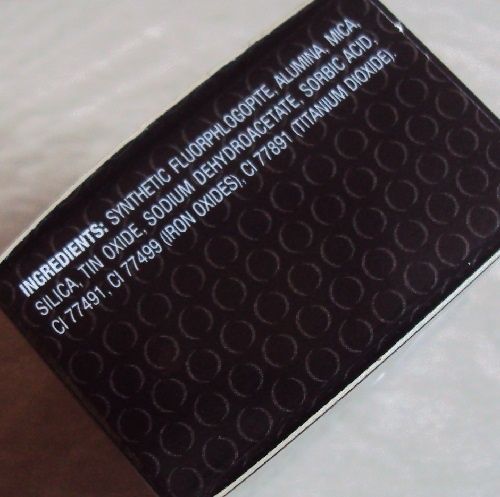 INGREDIENTS: SYNTHETIC FLUORPHLOGOPITE, ALUMINA, MICA,
SILICA, TIN OXIDE, SODIUM DEHYDROACETATE, SORBIC ACID,
CI 77491, CI 77499 (IRON OXIDES), CI 77891 (TITANIUM DIOXIDE).